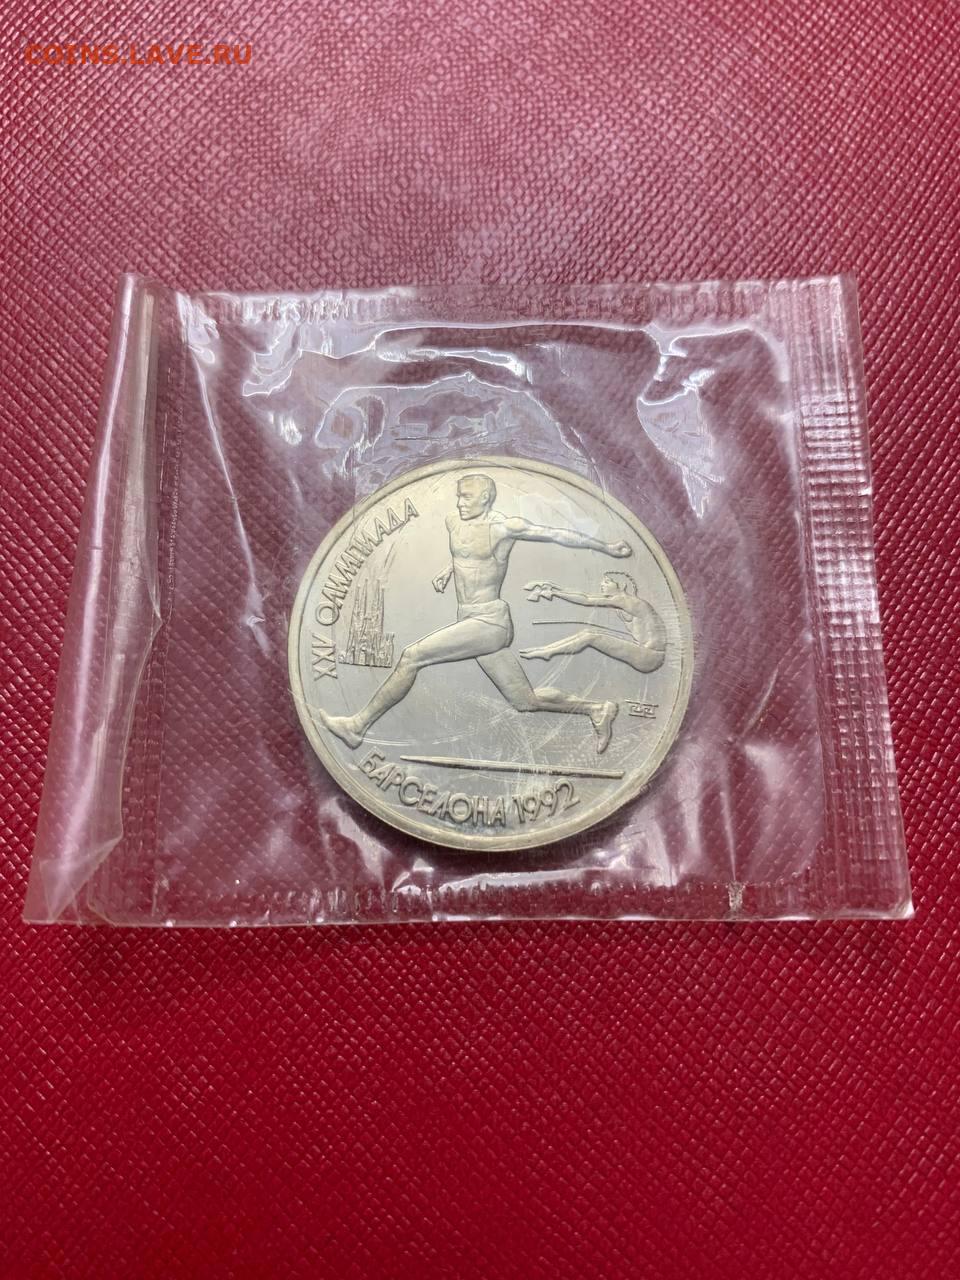 COINS.LAVE.RU
XXV ОЛИМПИАДА
БАРСЕЛОНА 1992